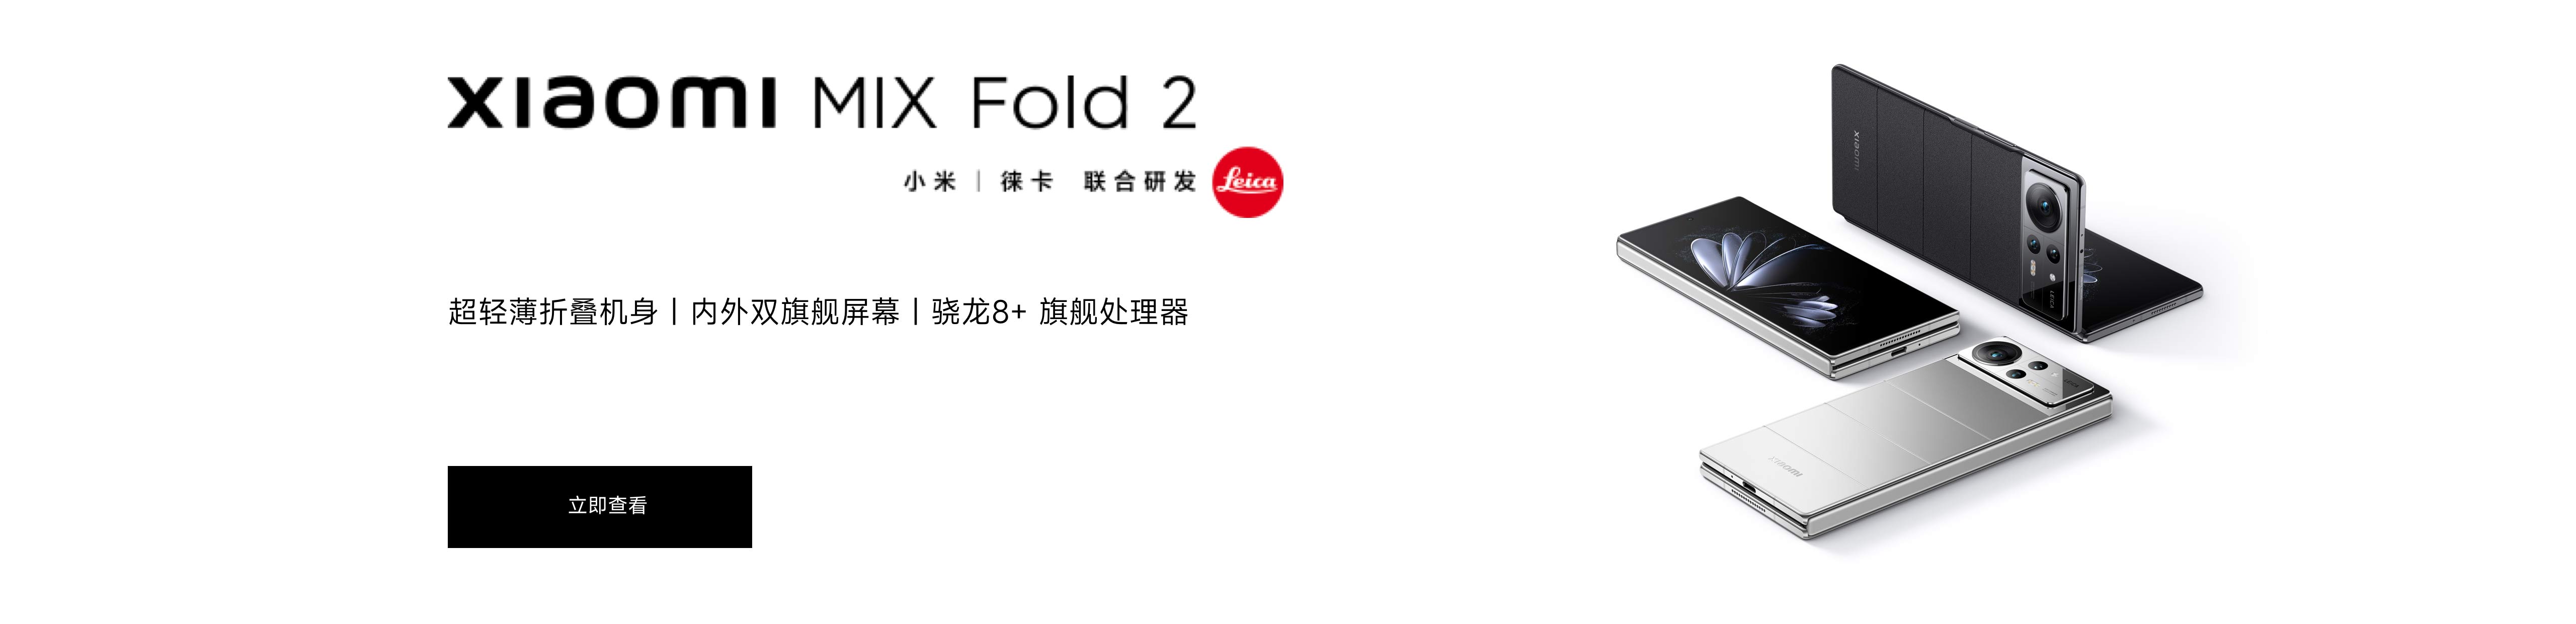 xiaomi MIX Fold 2
小米 | 徕卡 联合研发 Leica
超轻薄折叠机身 | 内外双旗舰屏幕 | 骁龙8+ 旗舰处理器
立即查看
xiaomi
LEICA
xiaomi